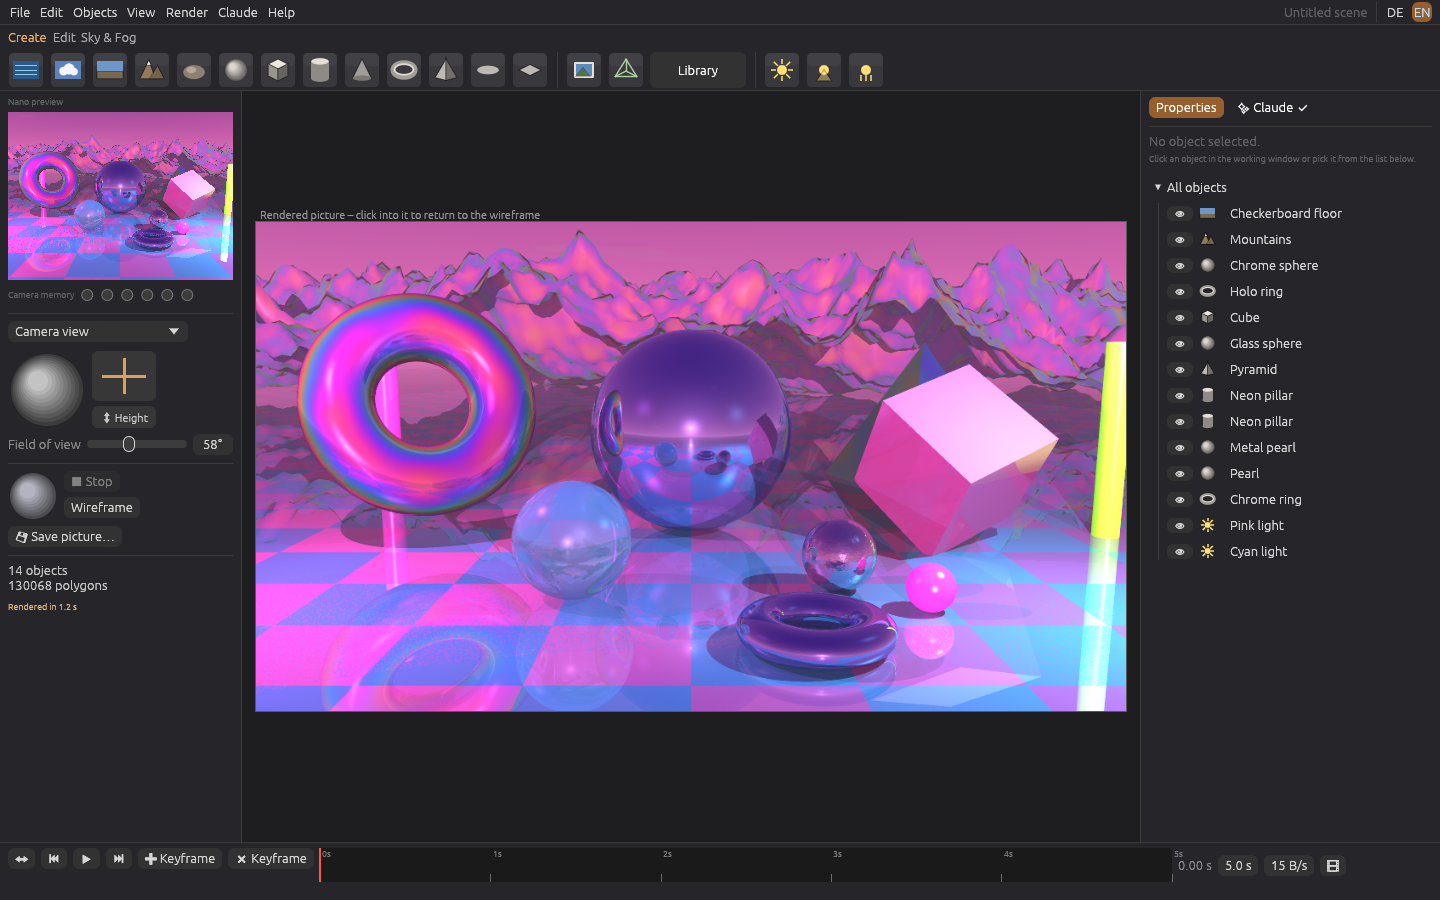 File Edit Objects View Render Claude Help
Untitled scene DE EN
Create Edit Sky & Fog
Library
Nano preview
Camera memory
Camera view
Height
Field of view 58°
Stop
Wireframe
Save picture…
14 objects
130068 polygons
Rendered in 1.2 s
Rendered picture – click into it to return to the wireframe
Properties Claude
No object selected.
Click an object in the working window or pick it from the list below.
All objects
Checkerboard floor
Mountains
Chrome sphere
Holo ring
Cube
Glass sphere
Pyramid
Neon pillar
Neon pillar
Metal pearl
Pearl
Chrome ring
Pink light
Cyan light
Keyframe Keyframe
0s 1s 2s 3s 4s 5s
0.00 s 5.0 s 15 B/s